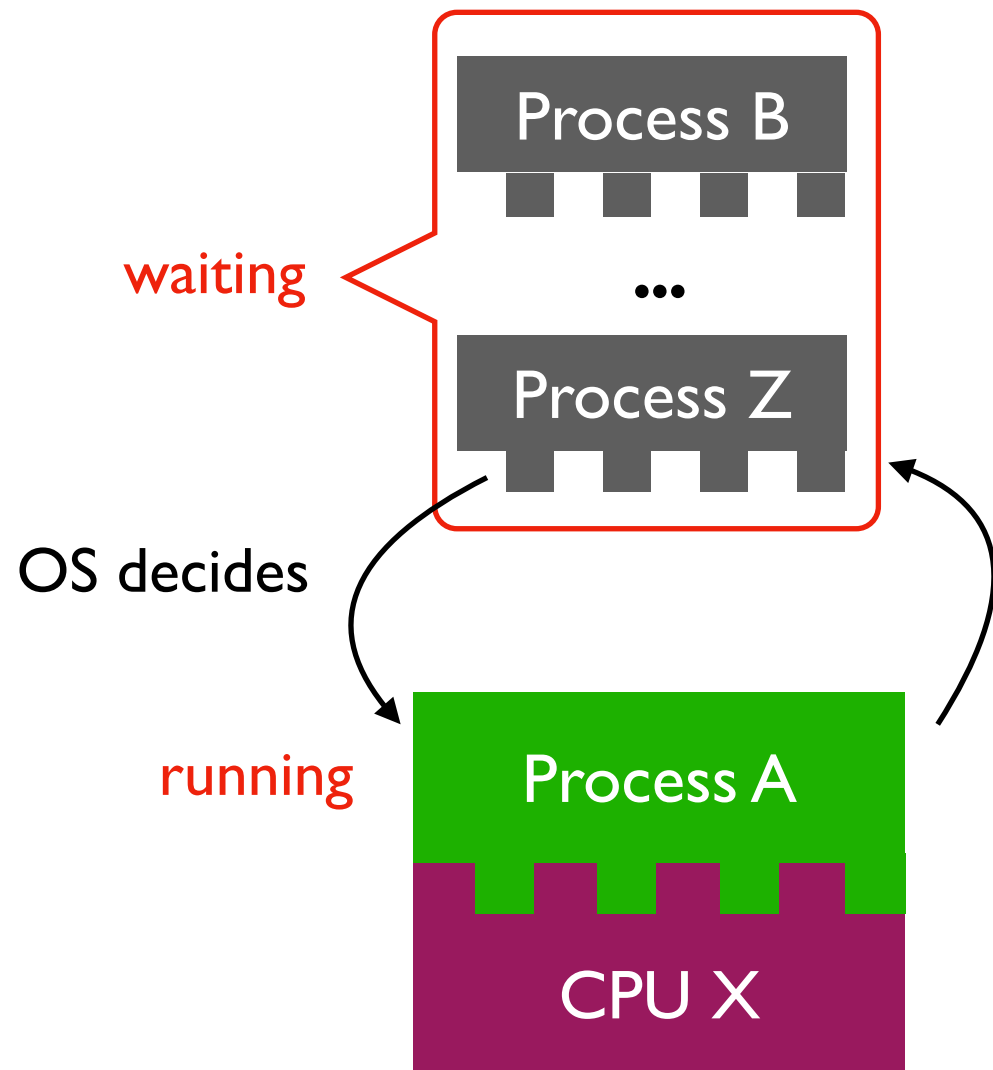 Process B
waiting
...
Process Z
OS decides
running
Process A
CPU X